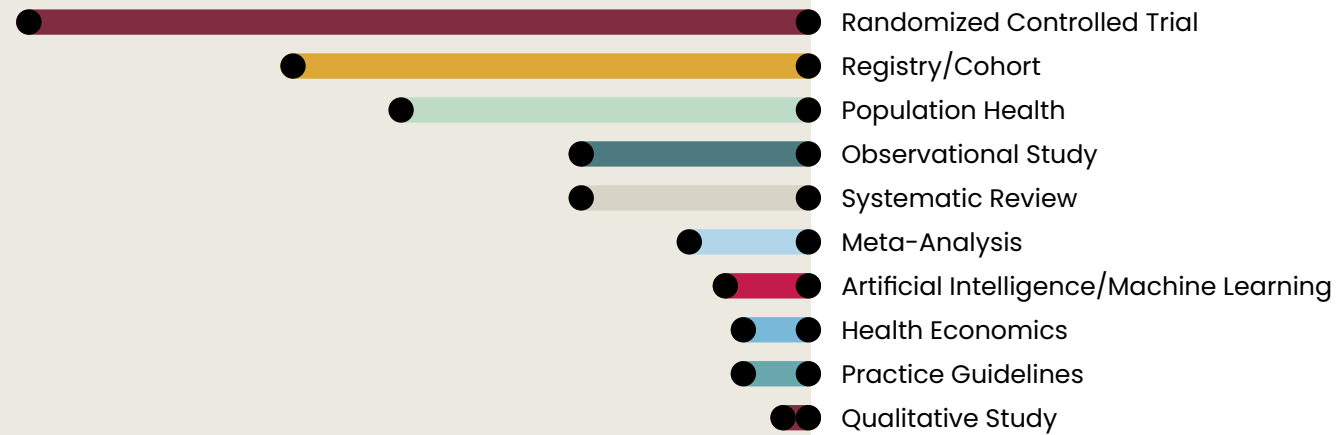 Randomized Controlled Trial
Registry/Cohort
Population Health
Observational Study
Systematic Review
Meta-Analysis
Artificial Intelligence/Machine Learning
Health Economics
Practice Guidelines
Qualitative Study